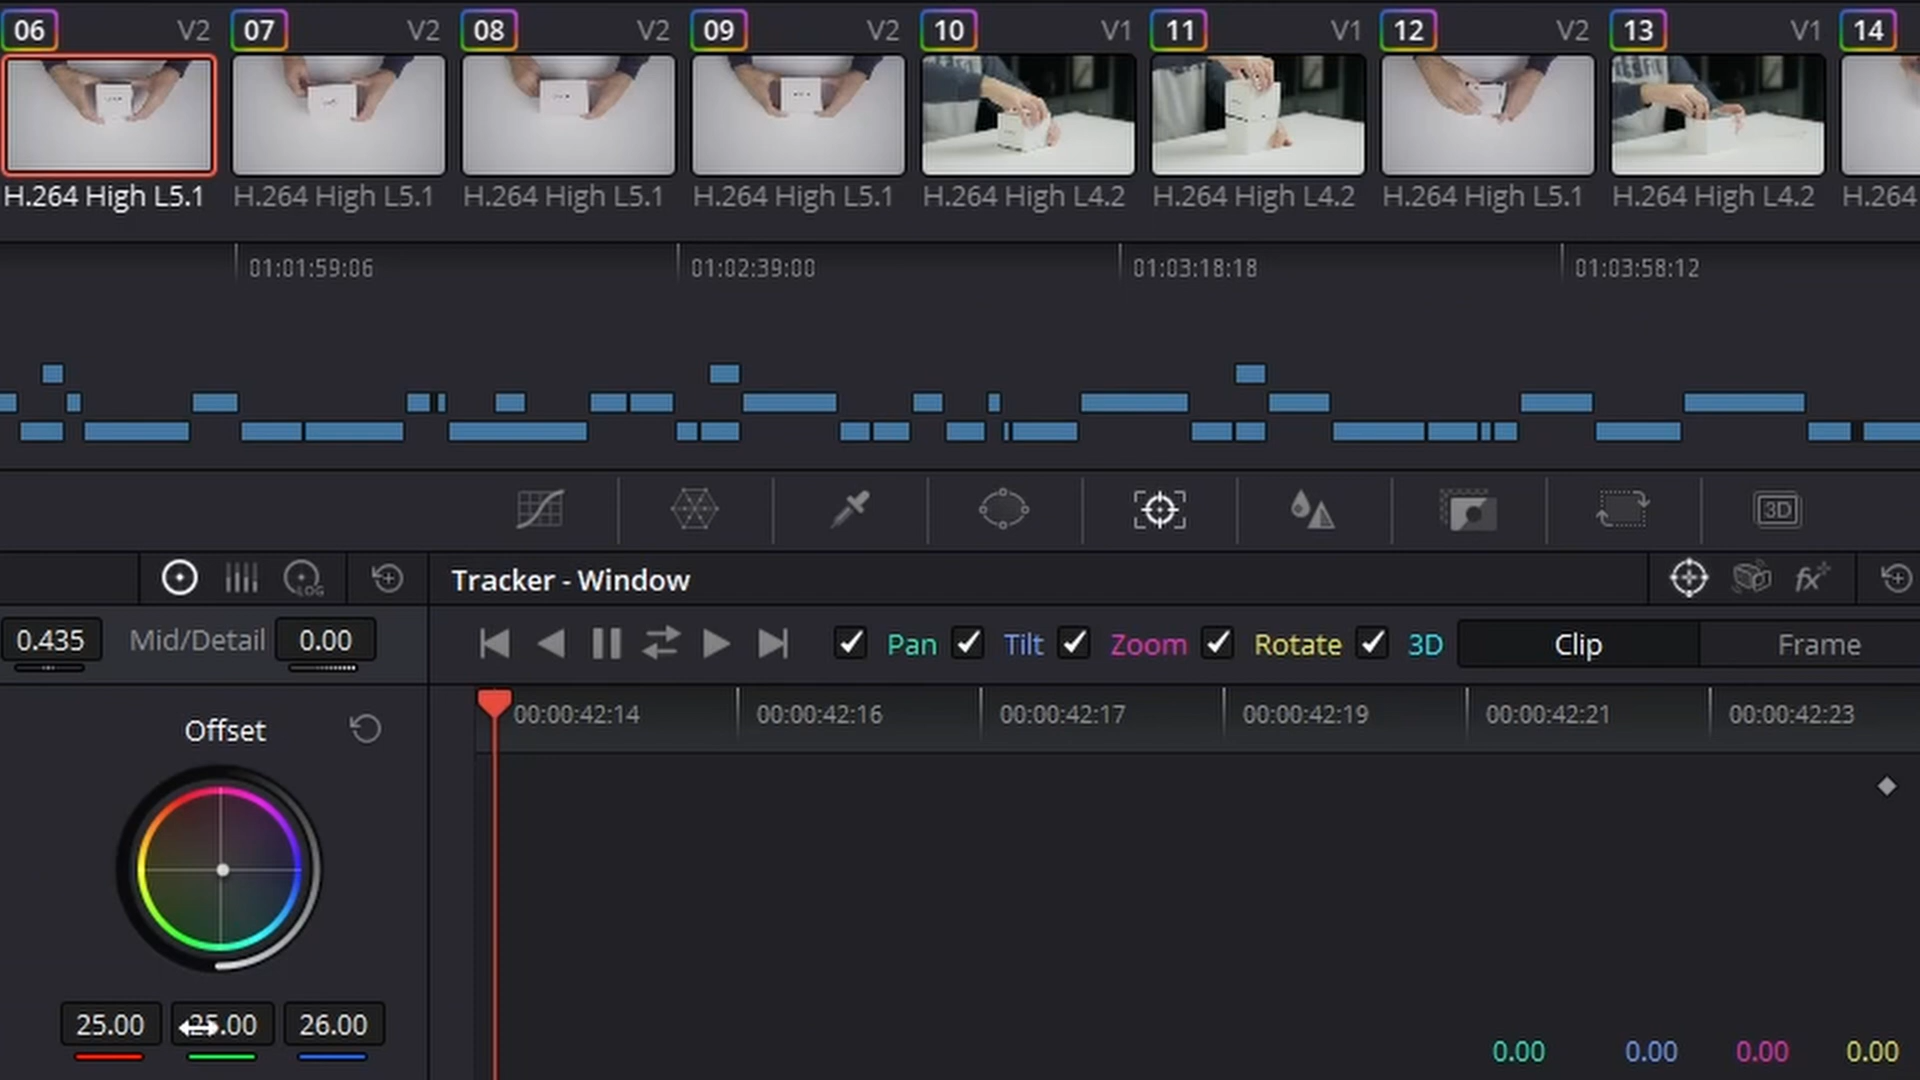 06 V2 07 V2 08 V2 09 V2 10 V1 11 V1 12 V2 13 V1 14
H.264 High L5.1 H.264 High L5.1 H.264 High L5.1 H.264 High L5.1 H.264 High L4.2 H.264 High L4.2 H.264 High L5.1 H.264 High L4.2 H.264
01:01:59:06 01:02:39:00 01:03:18:18 01:03:58:12
3D
LOG Tracker - Window fx
0.435 Mid/Detail 0.00 Pan Tilt Zoom Rotate 3D Clip Frame
00:00:42:14 00:00:42:16 00:00:42:17 00:00:42:19 00:00:42:21 00:00:42:23
Offset
25.00 25.00 26.00
0.00 0.00 0.00 0.00